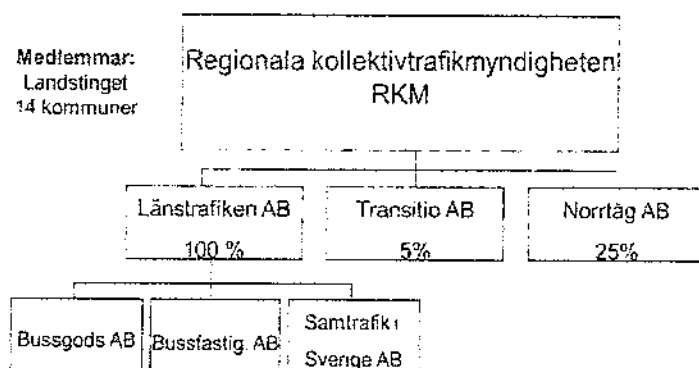 Medlemmar:
Landstinget
14 kommuner
Regionala kollektivtrafikmyndigheten
RKM
Länstrafiken AB
100 %
Transitio AB
5%
Norrtåg AB
25%
Bussgods AB
Bussfastig. AB
Samtrafik i
Sverige AB